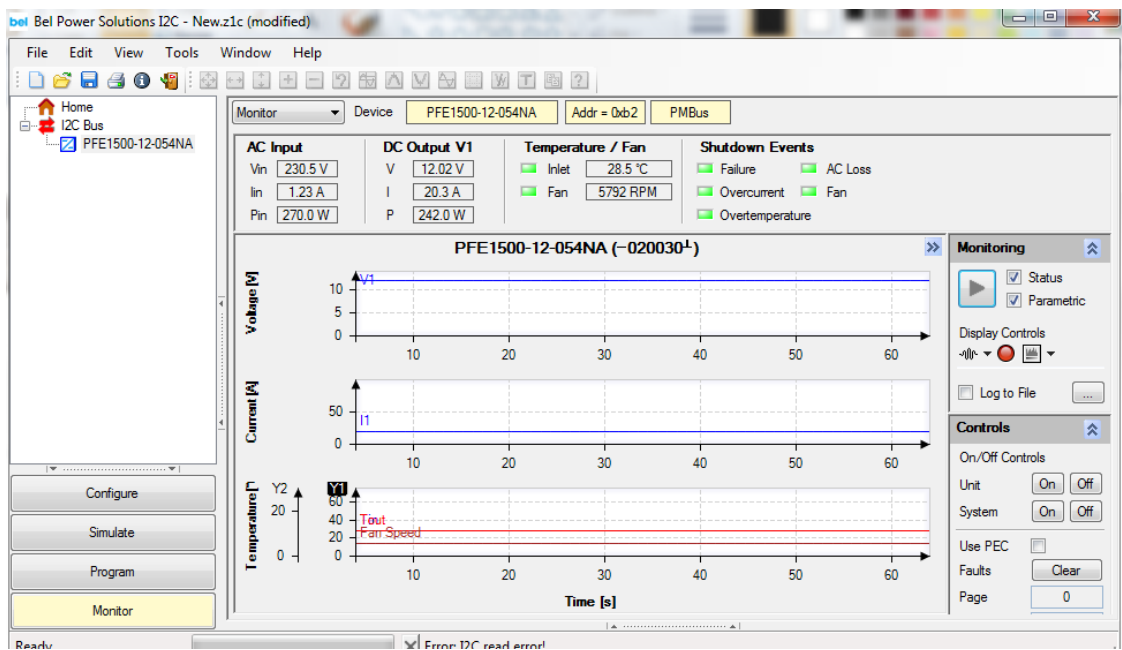 bel Bel Power Solutions I2C - New.z1c (modified)
File Edit View Tools Window Help
Home
I2C Bus
PFE1500-12-054NA
Monitor Device PFE1500-12-054NA Addr = 0xb2 PMBus
AC Input DC Output V1 Temperature / Fan Shutdown Events
Vin 230.5 V V 12.02 V Inlet 28.5 °C Failure AC Loss
Iin 1.23 A I 20.3 A Fan 5792 RPM Overcurrent Fan
Pin 270.0 W P 242.0 W Overtemperature
PFE1500-12-054NA (−020030┴)
Voltage [V]
V1
10
5
0
10 20 30 40 50 60
Current [A]
50
I1
0
10 20 30 40 50 60
Temperature [
Y2 Y1
60
20 40
20 Fan Speed
0 0
10 20 30 40 50 60
Time [s]
Monitoring
Status
Parametric
Display Controls
Log to File ...
Controls
On/Off Controls
Unit On Off
System On Off
Use PEC
Faults Clear
Page 0
Configure
Simulate
Program
Monitor
Ready Error: I2C read error!